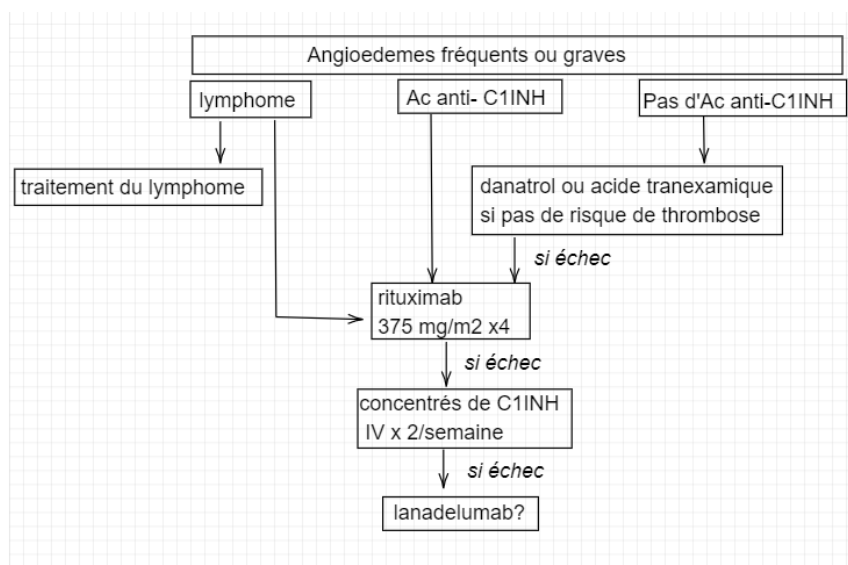 Angioedemes fréquents ou graves
lymphome
Ac anti- C1INH
Pas d'Ac anti-C1INH
traitement du lymphome
danatrol ou acide tranexamique
si pas de risque de thrombose
si échec
rituximab
375 mg/m2 x4
si échec
concentrés de C1INH
IV x 2/semaine
si échec
lanadelumab?